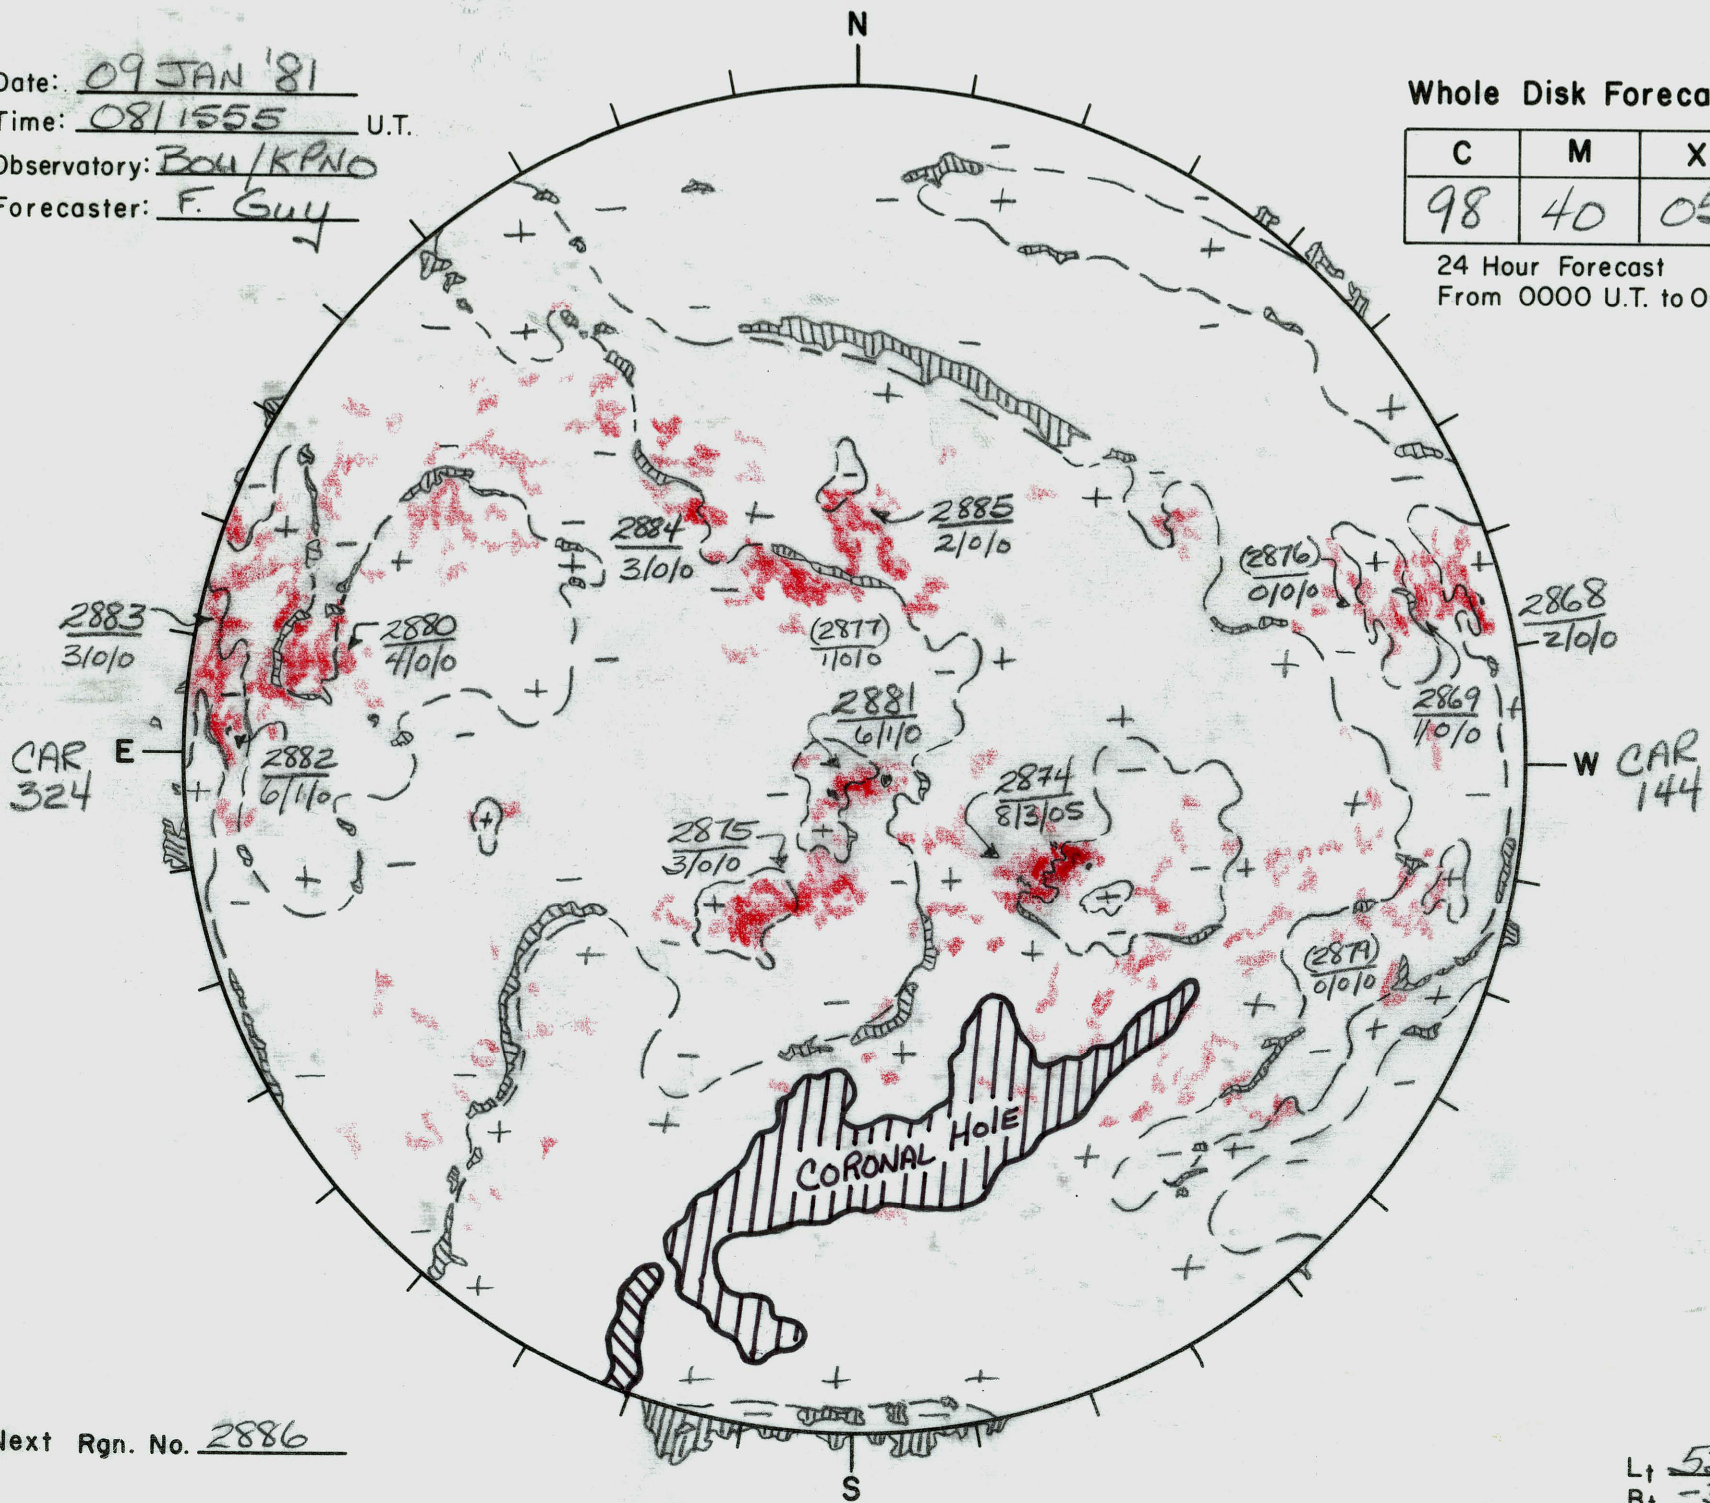 N
Date: 09 JAN '81
Time: 08/1555 U.T.
Observatory: BOU/KPNO
Forecaster: F. Guy
Whole Disk Foreca
C M X
98 40 05
24 Hour Forecast
From 0000 U.T. to 0
2884
3/0/0
2885
2/0/0
(2876)
0/0/0
2868
2/0/0
2883
3/0/0
2880
4/0/0
(2877)
1/0/0
2869
1/0/0
2881
6/1/0
CAR
324
E
2882
6/1/0
2874
8/3/05
W
CAR
144
2875
3/0/0
(2879)
0/0/0
CORONAL HOLE
Next Rgn. No. 2886
S
Lt
Bt